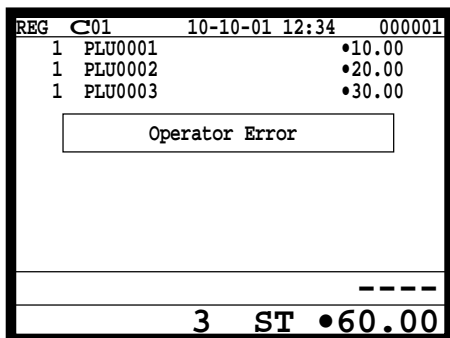 REG C01 10-10-01 12:34 000001
1 PLU0001 •10.00
1 PLU0002 •20.00
1 PLU0003 •30.00
Operator Error
----
3 ST •60.00